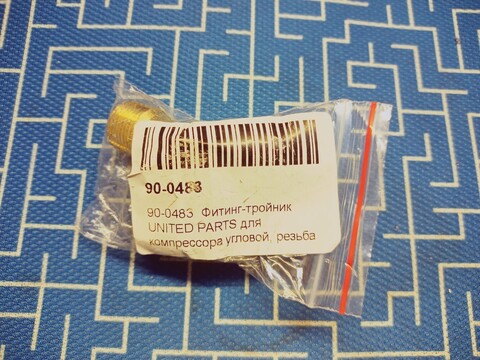 90-0483
90-0483 Фитинг-тройник
UNITED PARTS для
компрессора угловой, резьба